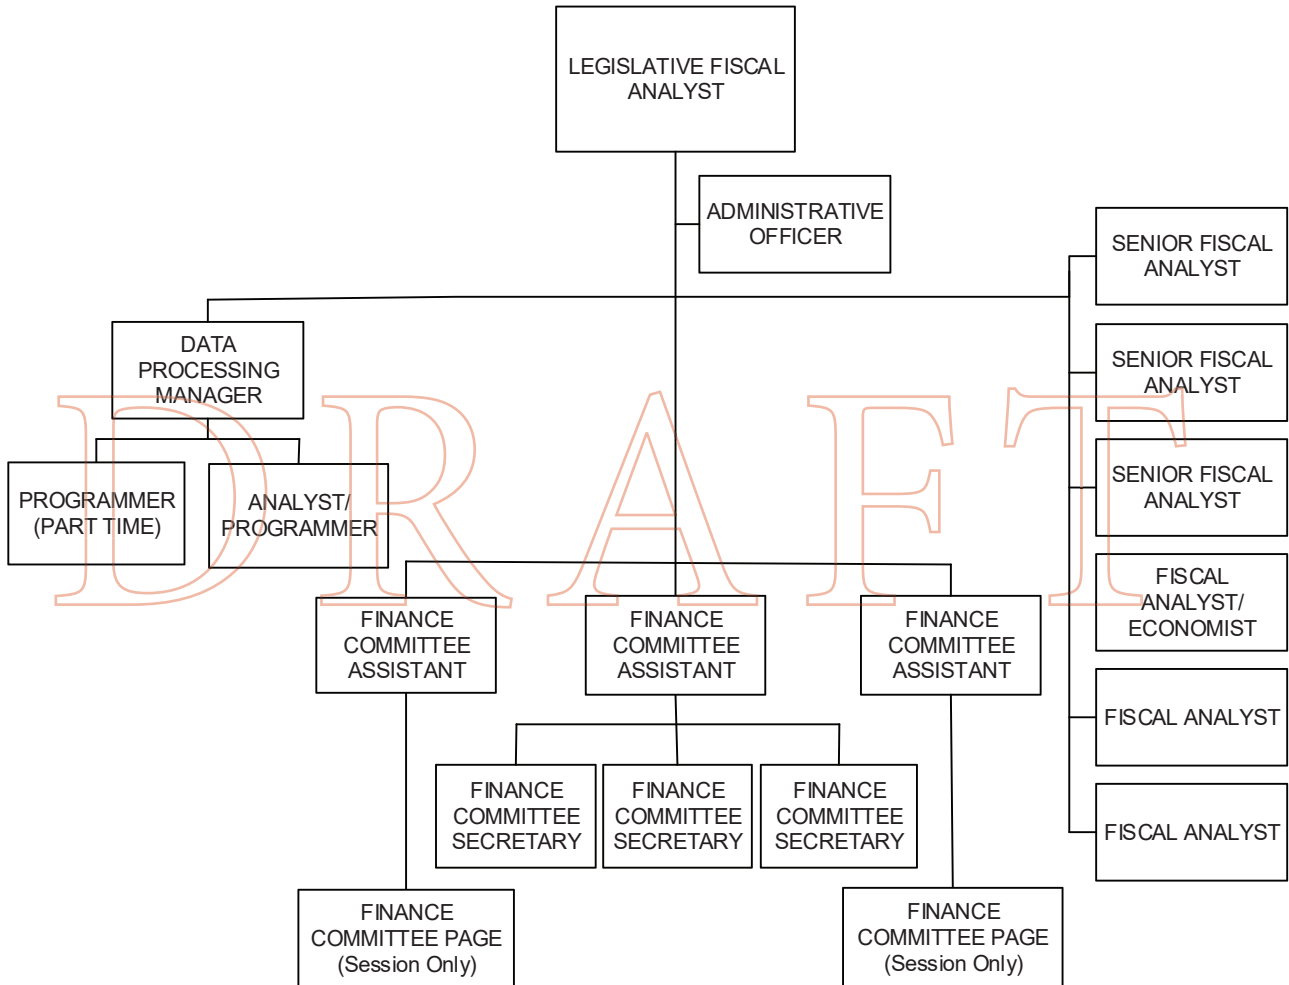 LEGISLATIVE FISCAL
ANALYST
ADMINISTRATIVE
OFFICER
SENIOR FISCAL
ANALYST
DATA
PROCESSING
MANAGER
SENIOR FISCAL
ANALYST
DRAFT
SENIOR FISCAL
ANALYST
PROGRAMMER
(PART TIME)
ANALYST/
PROGRAMMER
FISCAL
ANALYST/
ECONOMIST
FINANCE
COMMITTEE
ASSISTANT
FINANCE
COMMITTEE
ASSISTANT
FINANCE
COMMITTEE
ASSISTANT
FISCAL ANALYST
FINANCE
COMMITTEE
SECRETARY
FINANCE
COMMITTEE
SECRETARY
FINANCE
COMMITTEE
SECRETARY
FISCAL ANALYST
FINANCE
COMMITTEE PAGE
(Session Only)
FINANCE
COMMITTEE PAGE
(Session Only)